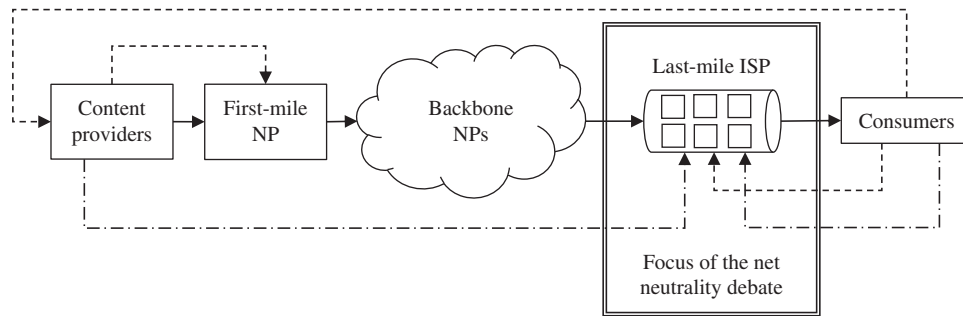 Content
providers
First-mile
NP
Backbone
NPs
Last-mile ISP
Consumers
Focus of the net
neutrality debate